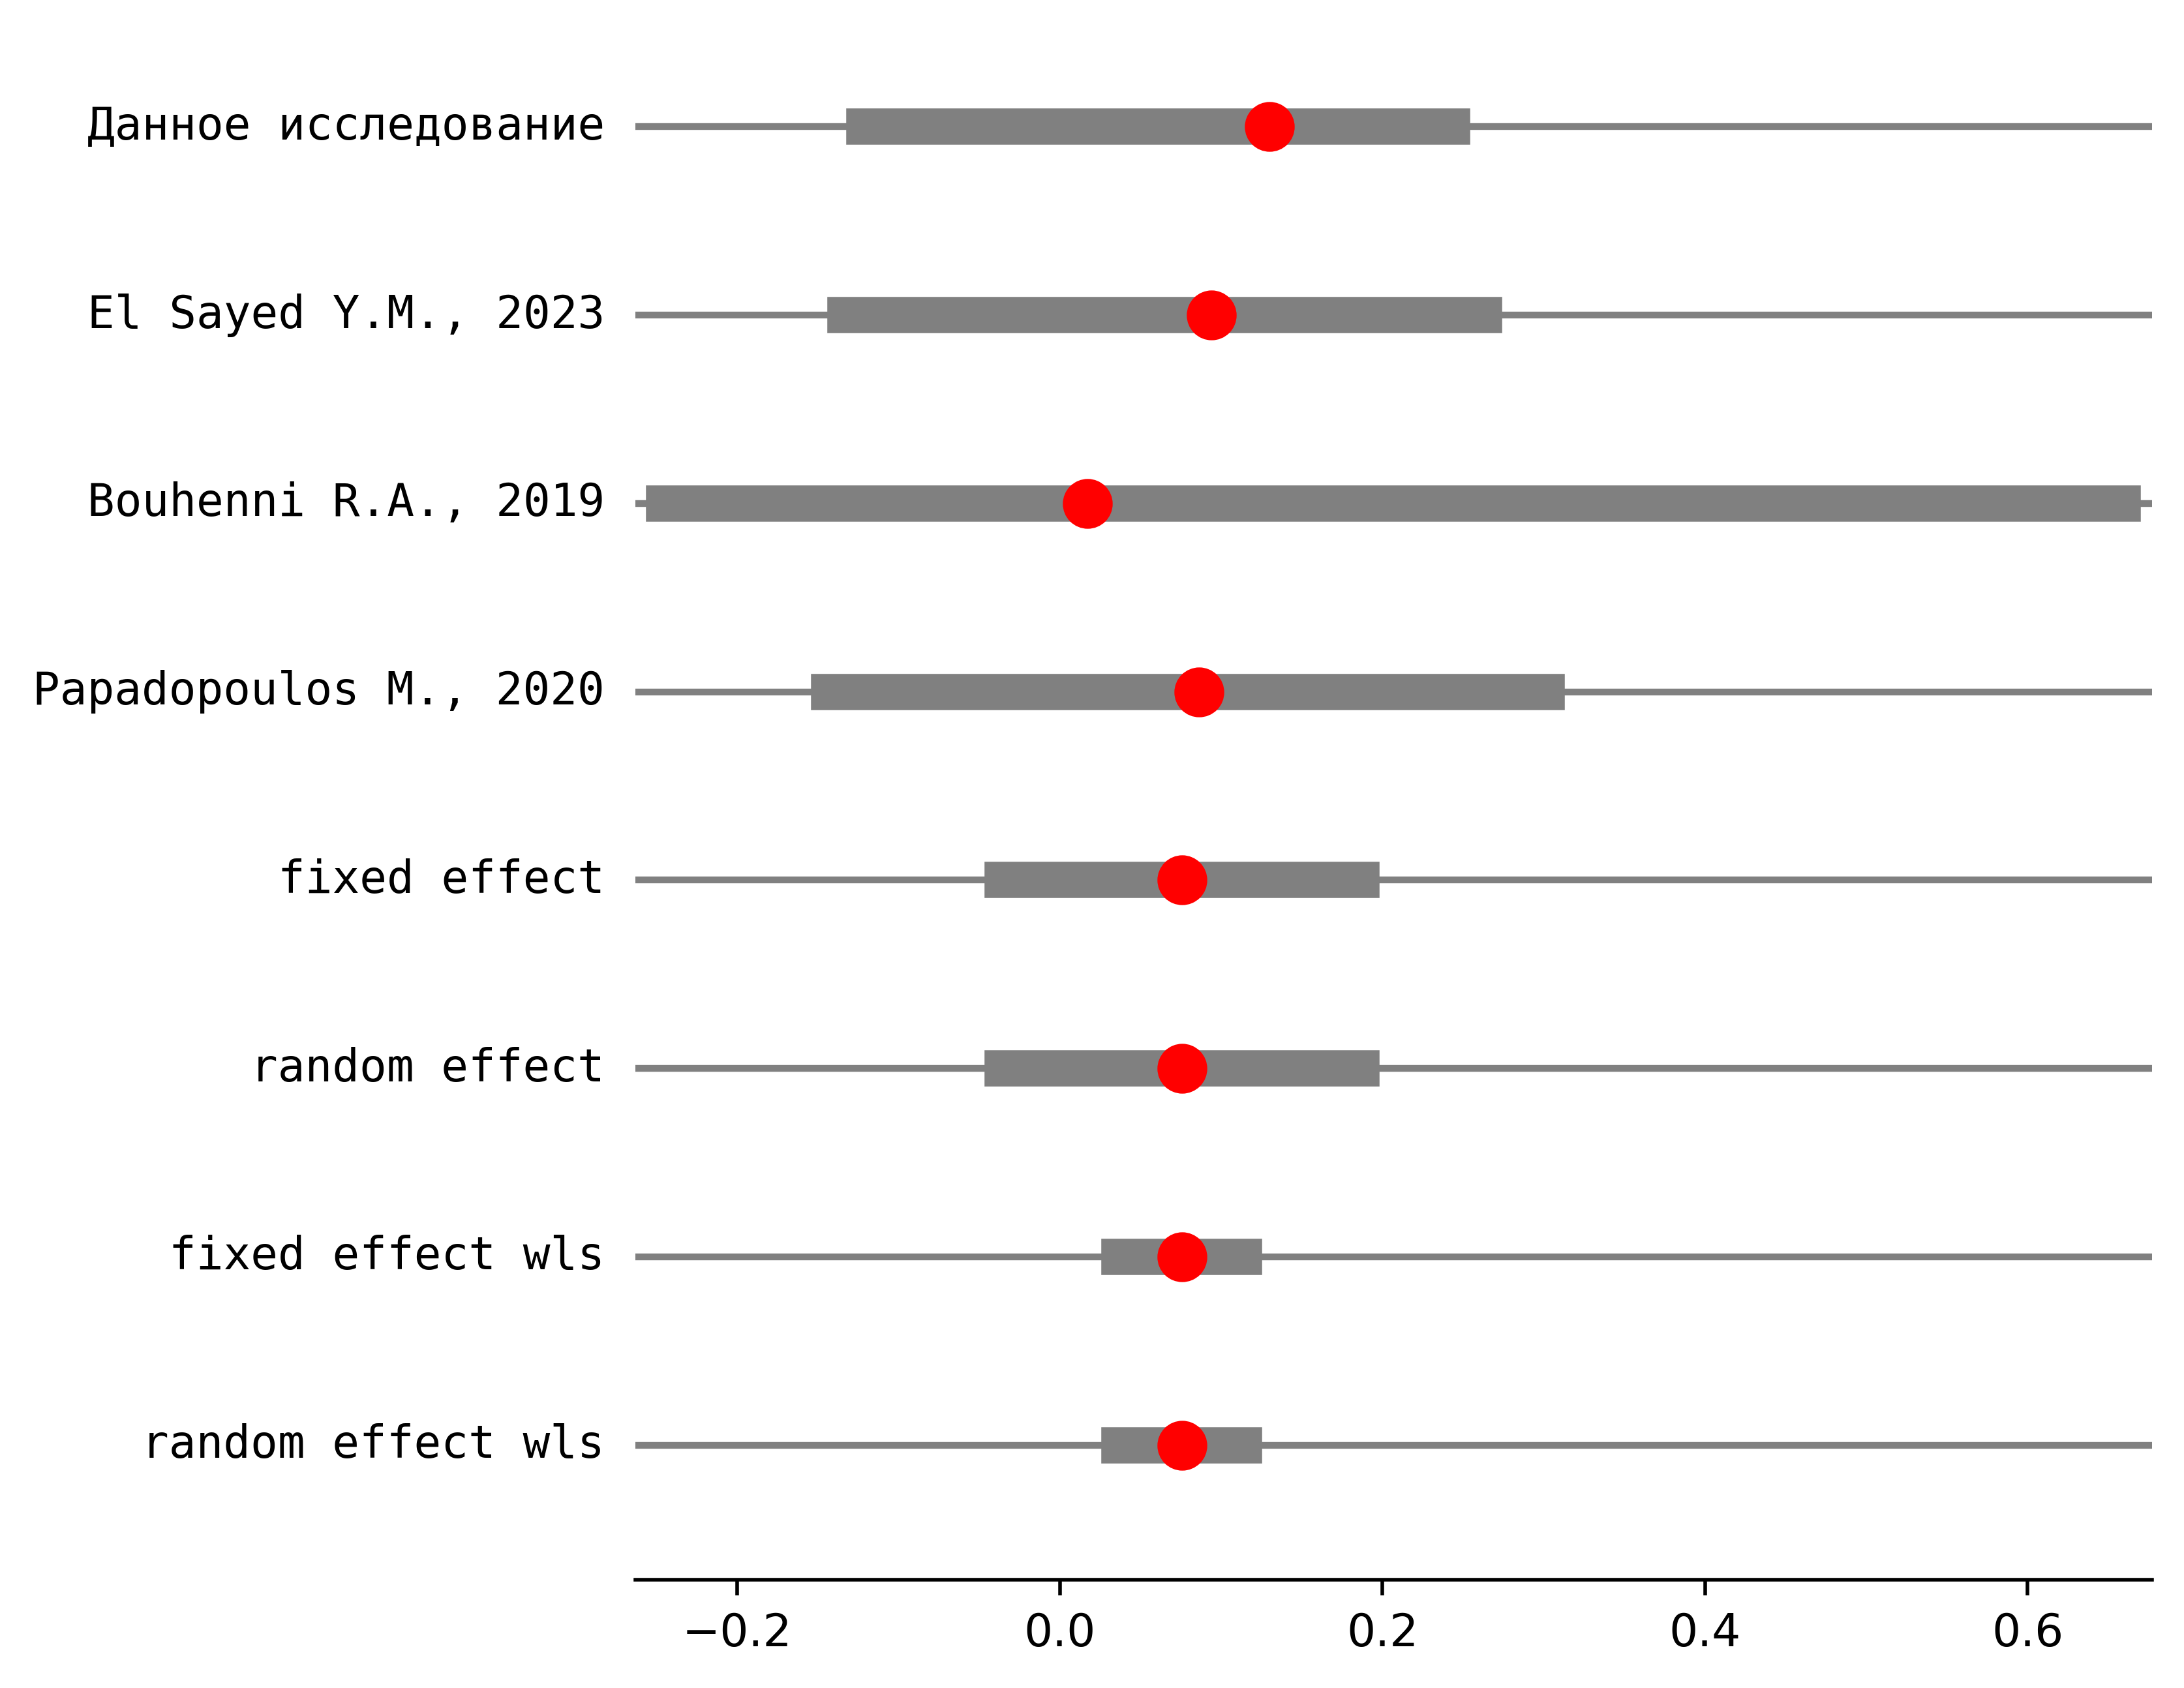 Данное исследование
El Sayed Y.M., 2023
Bouhenni R.A., 2019
Papadopoulos M., 2020
fixed effect
random effect
fixed effect wls
random effect wls
−0.2 0.0 0.2 0.4 0.6